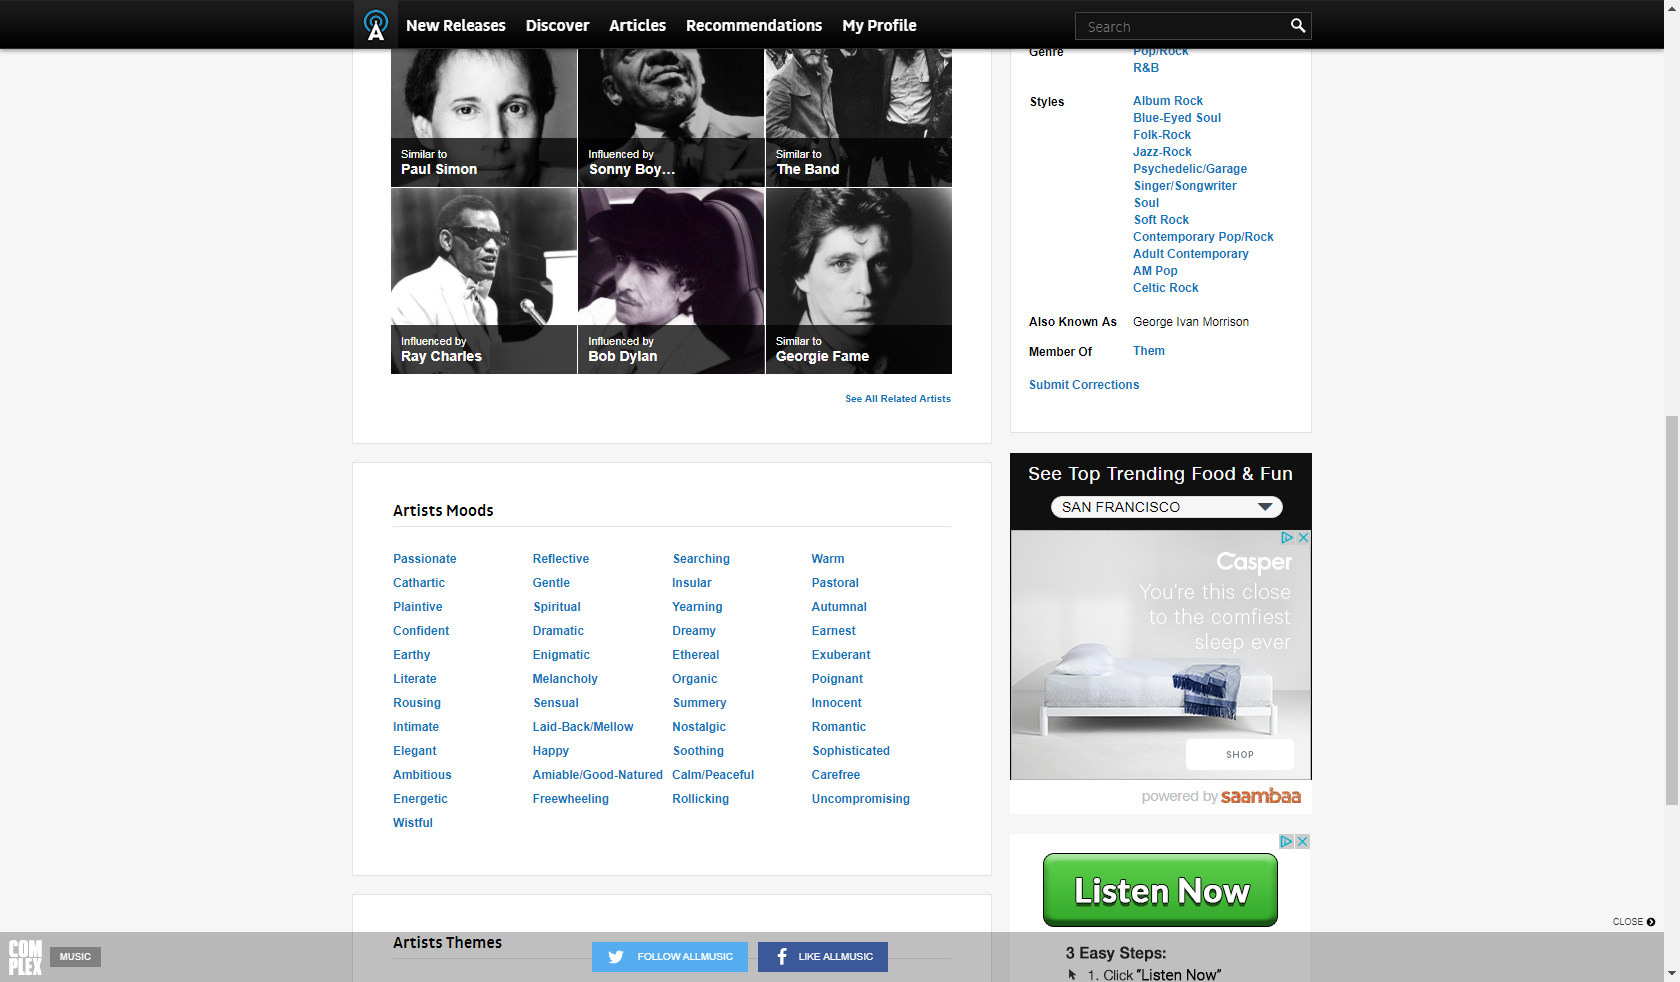 New Releases Discover Articles Recommendations My Profile Search
Similar to
Paul Simon
Influenced by
Sonny Boy...
Similar to
The Band
Influenced by
Ray Charles
Influenced by
Bob Dylan
Similar to
Georgie Fame
See All Related Artists
Genre Pop/Rock
R&B
Styles Album Rock
Blue-Eyed Soul
Folk-Rock
Jazz-Rock
Psychedelic/Garage
Singer/Songwriter
Soul
Soft Rock
Contemporary Pop/Rock
Adult Contemporary
AM Pop
Celtic Rock
Also Known As George Ivan Morrison
Member Of Them
Submit Corrections
Artists Moods
Passionate Reflective Searching Warm
Cathartic Gentle Insular Pastoral
Plaintive Spiritual Yearning Autumnal
Confident Dramatic Dreamy Earnest
Earthy Enigmatic Ethereal Exuberant
Literate Melancholy Organic Poignant
Rousing Sensual Summery Innocent
Intimate Laid-Back/Mellow Nostalgic Romantic
Elegant Happy Soothing Sophisticated
Ambitious Amiable/Good-Natured Calm/Peaceful Carefree
Energetic Freewheeling Rollicking Uncompromising
Wistful
See Top Trending Food & Fun
SAN FRANCISCO
Casper
You're this close
to the comfiest
sleep ever
SHOP
powered by saambaa
Listen Now
3 Easy Steps:
1. Click "Listen Now"
CLOSE
Artists Themes
COM
PLEX
MUSIC
FOLLOW ALLMUSIC
LIKE ALLMUSIC